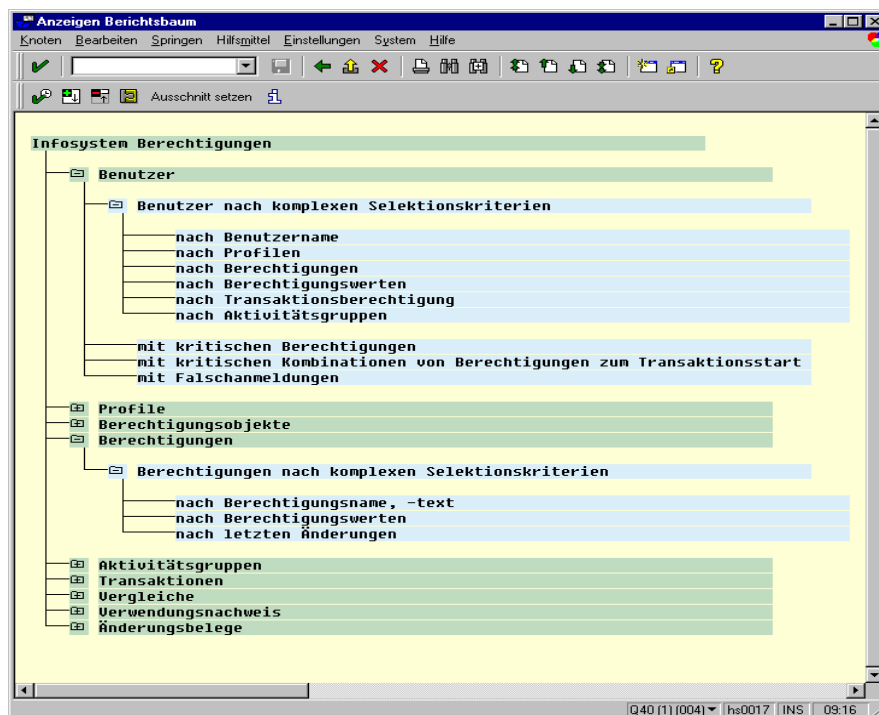 Anzeigen Berichtsbaum
Knoten Bearbeiten Springen Hilfsmittel Einstellungen System Hilfe
Ausschnitt setzen
Infosystem Berechtigungen
Benutzer
Benutzer nach komplexen Selektionskriterien
nach Benutzername
nach Profilen
nach Berechtigungen
nach Berechtigungswerten
nach Transaktionsberechtigung
nach Aktivitätsgruppen
mit kritischen Berechtigungen
mit kritischen Kombinationen von Berechtigungen zum Transaktionsstart
mit Falschanmeldungen
Profile
Berechtigungsobjekte
Berechtigungen
Berechtigungen nach komplexen Selektionskriterien
nach Berechtigungsname, -text
nach Berechtigungswerten
nach letzten Änderungen
Aktivitätsgruppen
Transaktionen
Vergleiche
Verwendungsnachweis
Änderungsbelege
Q40 (1) (004) hs0017 INS 09:16